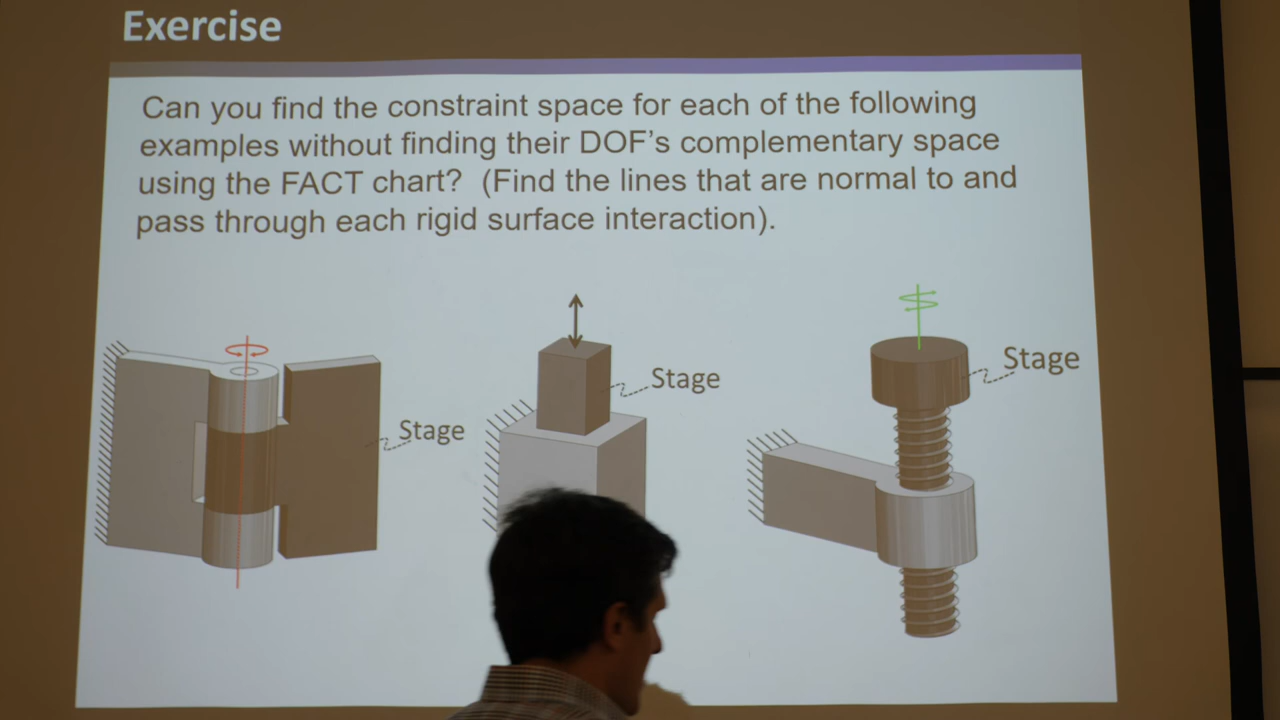 Exercise
Can you find the constraint space for each of the following
examples without finding their DOF's complementary space
using the FACT chart? (Find the lines that are normal to and
pass through each rigid surface interaction).
Stage
Stage
Stage